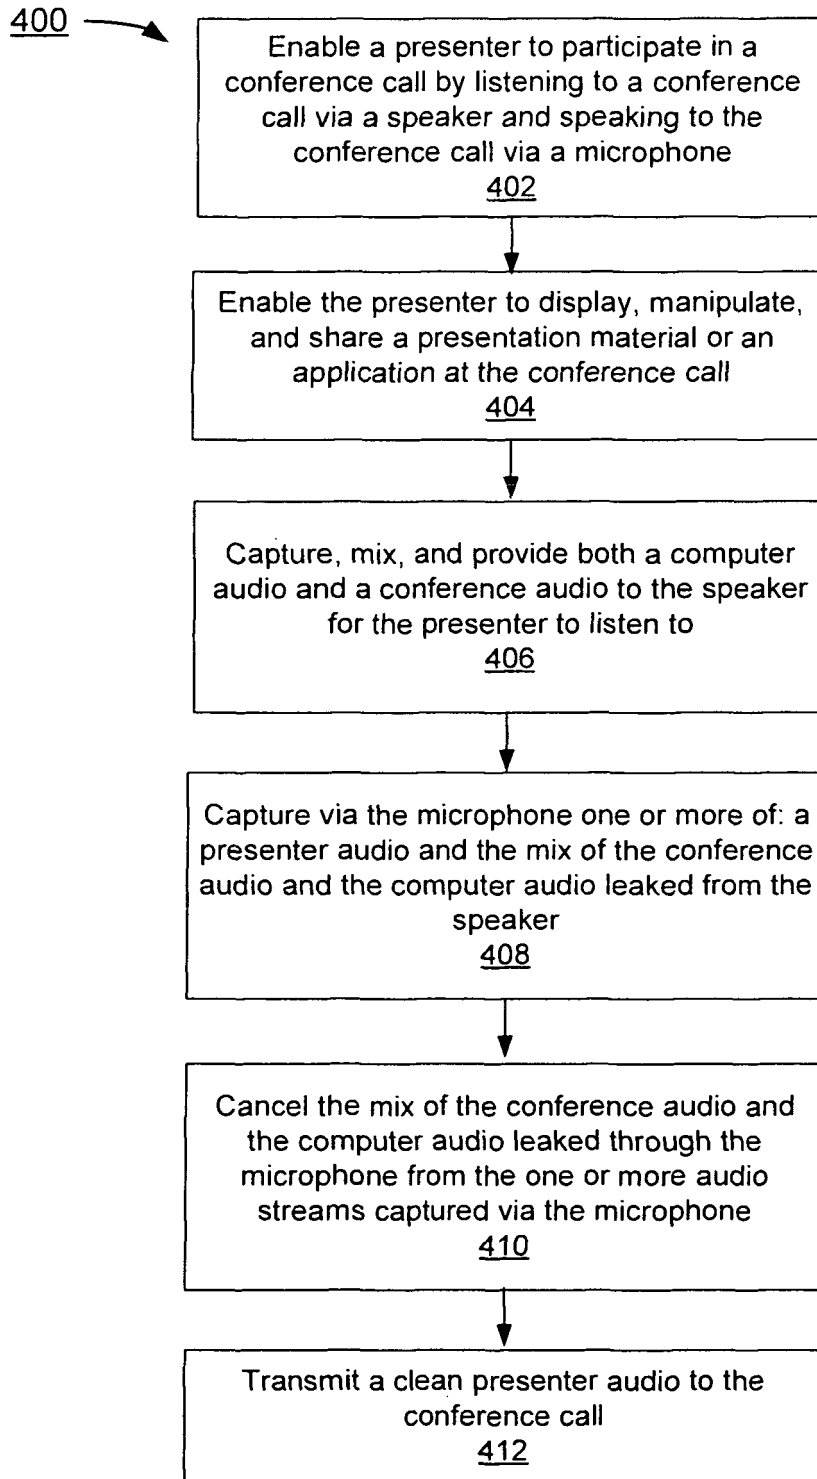 400
Enable a presenter to participate in a
conference call by listening to a conference
call via a speaker and speaking to the
conference call via a microphone
402
Enable the presenter to display, manipulate,
and share a presentation material or an
application at the conference call
404
Capture, mix, and provide both a computer
audio and a conference audio to the speaker
for the presenter to listen to
406
Capture via the microphone one or more of: a
presenter audio and the mix of the conference
audio and the computer audio leaked from the
speaker
408
Cancel the mix of the conference audio and
the computer audio leaked through the
microphone from the one or more audio
streams captured via the microphone
410
Transmit a clean presenter audio to the
conference call
412